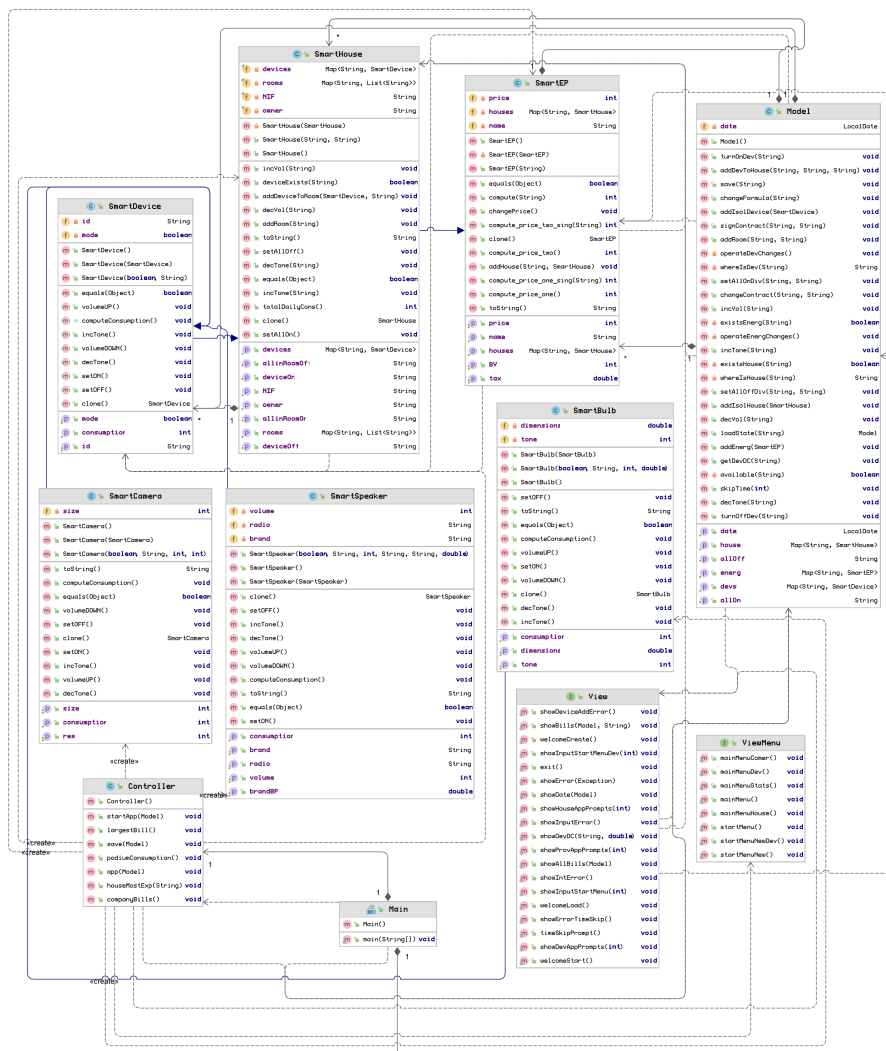 SmartHouse
devices Map<String, SmartDevice>
rooms Map<String, List<String>>
NIF String
owner String
SmartHouse(SmartHouse)
SmartHouse(String, String)
SmartHouse()
incVol(String) void
deviceExists(String) boolean
addDeviceToRoom(SmartDevice, String) void
decVol(String) void
addRoom(String) void
toString() String
setAllOff() void
decTone(String) void
equals(Object) boolean
incTone(String) void
totalDailyCons() int
clone() SmartHouse
setAllOn() void
devices Map<String, SmartDevice>
allinRoomOf String
deviceOn String
NIF String
owner String
allinRoomOn String
rooms Map<String, List<String>>
deviceOff String
SmartEP
price int
houses Map<String, SmartHouse>
name String
SmartEP()
SmartEP(SmartEP)
SmartEP(String)
equals(Object) boolean
compute(String) int
changePrice() void
compute_price_two_sing(String) int
clone() SmartEP
compute_price_two() int
addHouse(String, SmartHouse) void
compute_price_one_sing(String) int
compute_price_one() int
toString() String
price int
name String
houses Map<String, SmartHouse>
BV int
tax double
Model
date LocalDate
Model()
turnOnDev(String) void
addDevToHouse(String, String, String) void
save(String) void
changeFormula(String) void
addIsolDevice(SmartDevice) void
signContract(String, String) void
addRoom(String, String) void
operateDevChanges() void
whereIsDev(String) String
setAllOnDiv(String, String) void
changeContract(String, String) void
incVol(String) void
existsEnerg(String) boolean
operateEnergChanges() void
incTone(String) void
existsHouse(String) boolean
whereIsHouse(String) String
setAllOffDiv(String, String) void
addIsolHouse(SmartHouse) void
decVol(String) void
loadState(String) Model
addEnerg(SmartEP) void
getDevDC(String) void
available(String) boolean
skipTime(int) void
decTone(String) void
turnOffDev(String) void
date LocalDate
house Map<String, SmartHouse>
allOff String
energ Map<String, SmartEP>
devs Map<String, SmartDevice>
allOn String
SmartDevice
id String
mode boolean
SmartDevice()
SmartDevice(SmartDevice)
SmartDevice(boolean, String)
equals(Object) boolean
volumeUP() void
computeConsumption() void
incTone() void
volumeDOWN() void
decTone() void
setON() void
setOFF() void
clone() SmartDevice
mode boolean
consumption int
id String
SmartBulb
dimensions double
tone int
SmartBulb(SmartBulb)
SmartBulb(boolean, String, int, double)
SmartBulb()
setOFF() void
toString() String
equals(Object) boolean
computeConsumption() void
volumeUP() void
setON() void
volumeDOWN() void
clone() SmartBulb
decTone() void
incTone() void
consumption int
dimensions double
tone int
SmartCamera
size int
SmartCamera()
SmartCamera(SmartCamera)
SmartCamera(boolean, String, int, int)
toString() String
computeConsumption() void
equals(Object) boolean
volumeDOWN() void
setOFF() void
clone() SmartCamera
setON() void
incTone() void
volumeUP() void
decTone() void
size int
consumption int
res int
SmartSpeaker
volume int
radio String
brand String
SmartSpeaker(boolean, String, int, String, String, double)
SmartSpeaker()
SmartSpeaker(SmartSpeaker)
clone() SmartSpeaker
setOFF() void
incTone() void
decTone() void
volumeUP() void
volumeDOWN() void
computeConsumption() void
toString() String
equals(Object) boolean
setON() void
consumption int
brand String
radio String
volume int
brandBP double
View
showDeviceAddError() void
showBills(Model, String) void
welcomeCreate() void
showInputStartMenuDev(int) void
exit() void
showError(Exception) void
showDate(Model) void
showHouseAppPrompts(int) void
showInputError() void
showDevDC(String, double) void
showProvAppPrompts(int) void
showAllBills(Model) void
showIntError() void
showInputStartMenu(int) void
welcomeLoad() void
showErrorTimeSkip() void
timeSkipPrompt() void
showDevAppPrompts(int) void
welcomeStart() void
ViewMenu
mainMenuComer() void
mainMenuDev() void
mainMenuStats() void
mainMenu() void
mainMenuHouse() void
startMenu() void
startMenuNewDev() void
startMenuNew() void
Controller
Controller()
startApp(Model) void
largestBill() void
save(Model) void
podiumConsumption() void
app(Model) void
houseMostExp(String) void
companyBills() void
Main
Main()
main(String[]) void
«create»
«create»
«create»
«create»
«create»
1
1
1
1
1
1
1
*
*
*